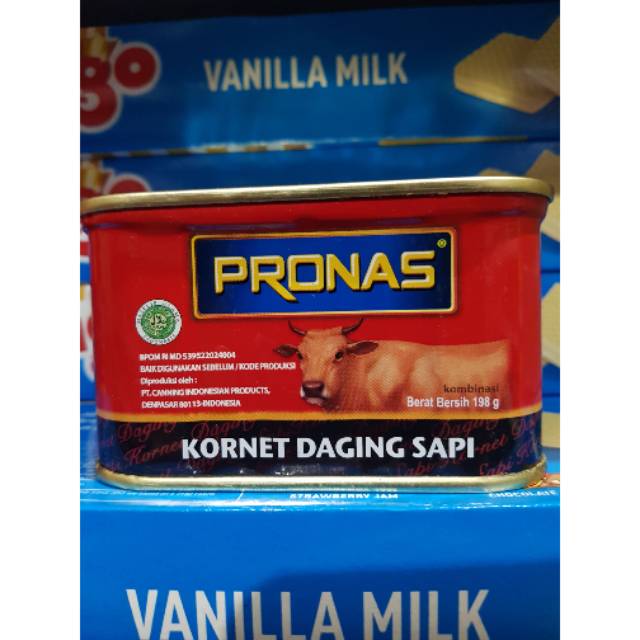 go
VANILLA MILK
PRONAS®
BPOM RI MD 539522024004
BAIK DIGUNAKAN SEBELUM / KODE PRODUKSI
Diproduksi oleh :
PT. CANNING INDONESIAN PRODUCTS,
DENPASAR 80113-INDONESIA
kombinasi
Berat Bersih 198 g
KORNET DAGING SAPI
STRAWBERRY JAM
CHOCOLATE
VANILLA MILK